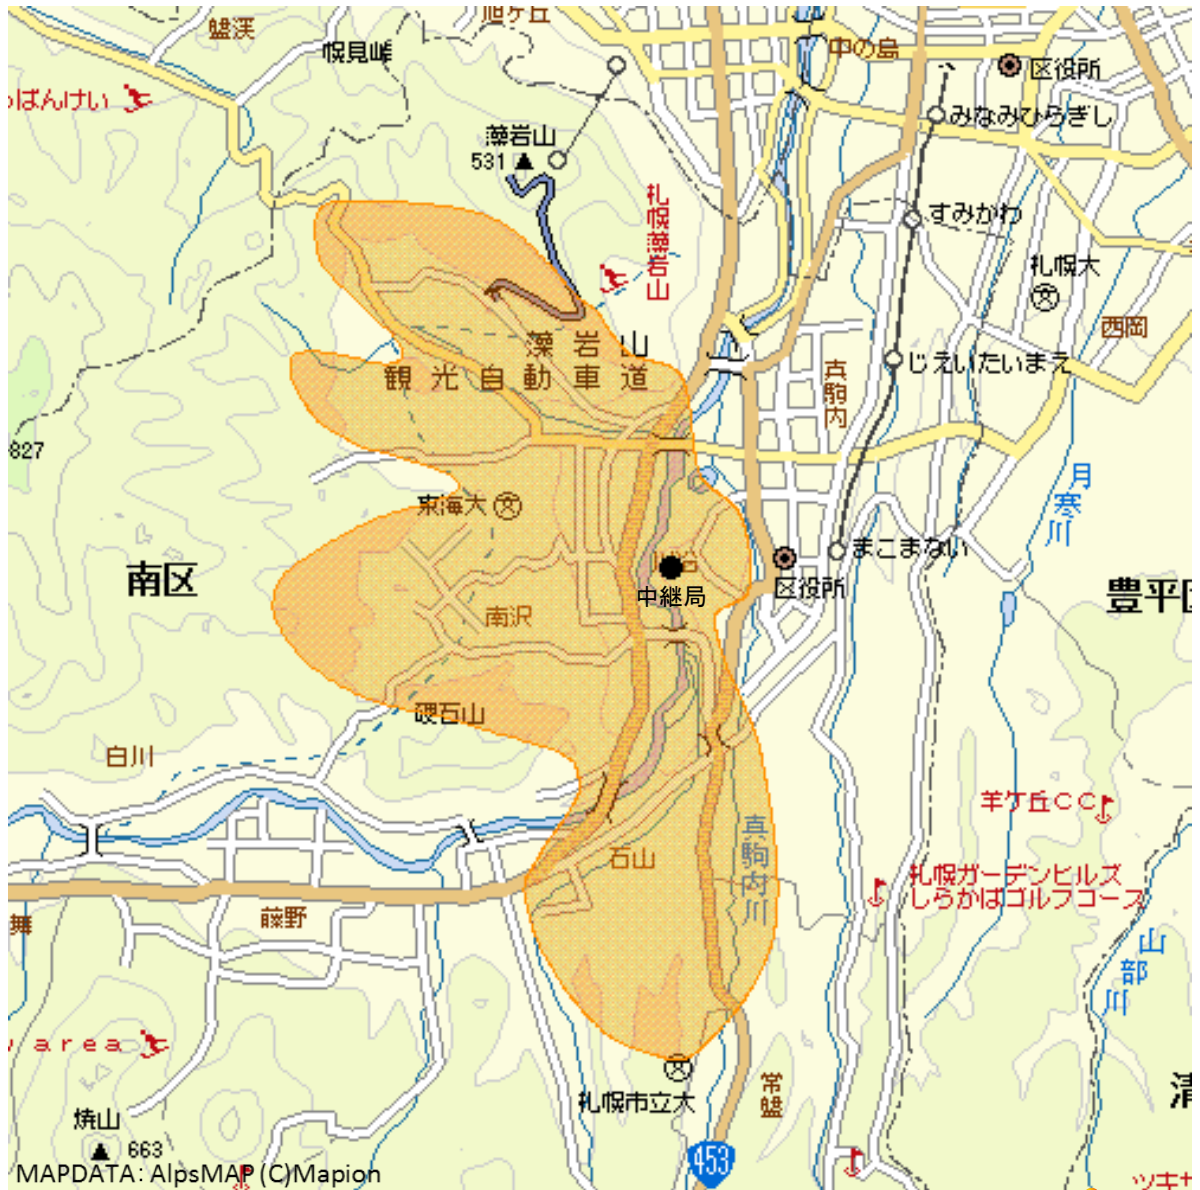 旭ヶ丘
盤渓
幌見峠
中の島
区役所
ばんけい
みなみひらぎし
藻岩山
531
札幌藻岩山
すみかわ
札幌大
西岡
藻岩山
観光自動車道
じえいたいまえ
真駒内
827
月寒川
東海大
まこまない
南区
区役所
中継局
豊平区
南沢
硬石山
白川
羊ケ丘CC
真駒内川
石山
札幌ガーデンヒルズ
しらかばゴルフコース
藤野
舞
山部川
area
札幌市立大
常盤
清
焼山
663
453
MAPDATA: AlpsMAP (C)Mapion
ツキサ